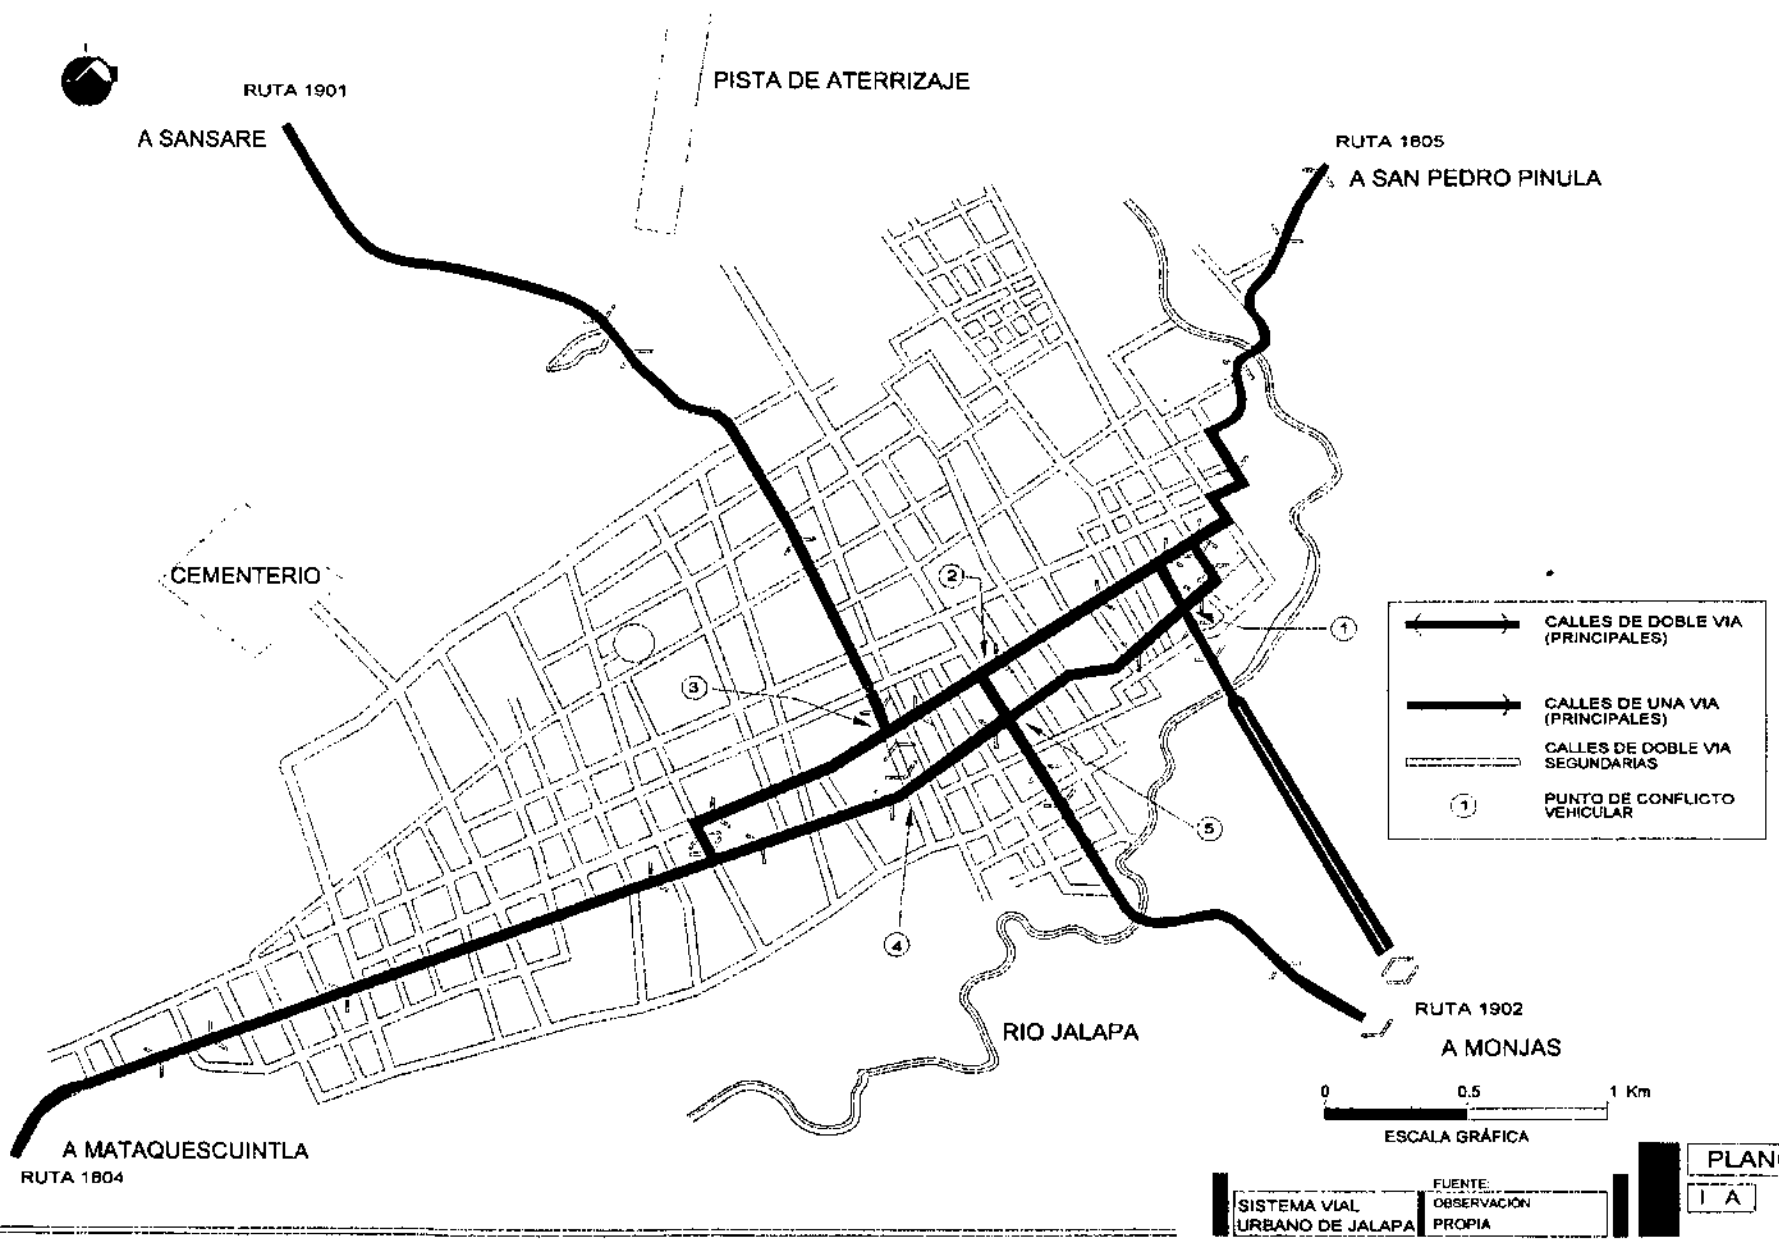 PISTA DE ATERRIZAJE
RUTA 1901
A SANSARE
RUTA 1805
A SAN PEDRO PINULA
CEMENTERIO
2
1
3
5
4
CALLES DE DOBLE VIA
(PRINCIPALES)
CALLES DE UNA VIA
(PRINCIPALES)
CALLES DE DOBLE VIA
SEGUNDARIAS
1
PUNTO DE CONFLICTO
VEHICULAR
RIO JALAPA
RUTA 1902
A MONJAS
0 0.5 1 Km
ESCALA GRÁFICA
A MATAQUESCUINTLA
RUTA 1804
SISTEMA VIAL
URBANO DE JALAPA
FUENTE:
OBSERVACIÓN
PROPIA
PLANO
I A